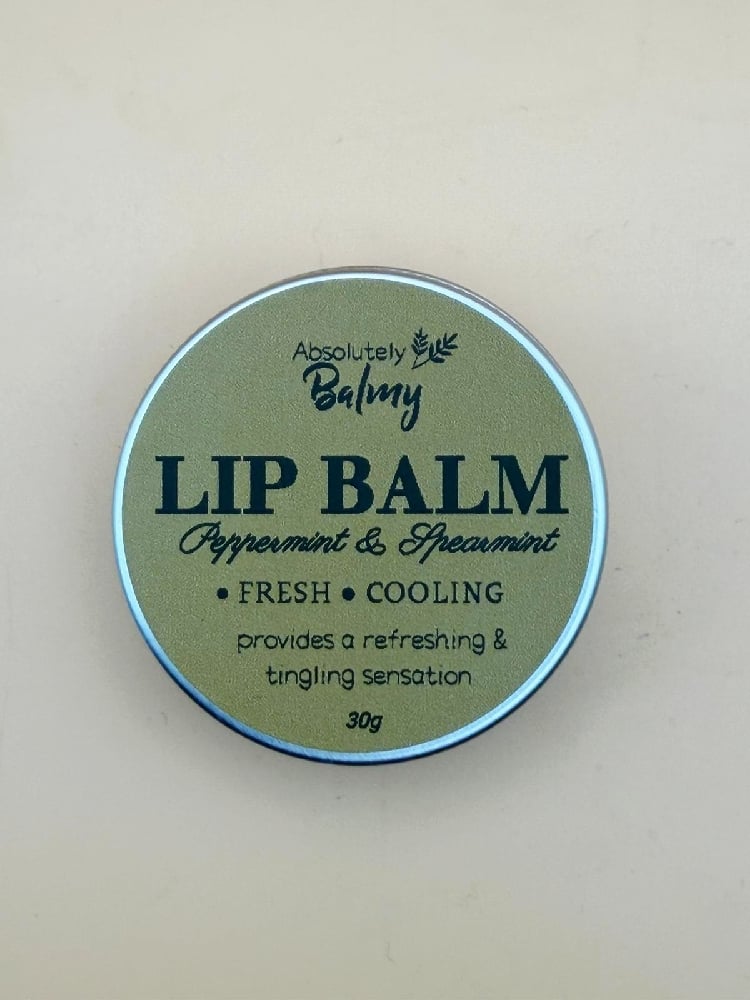 Absolutely
Balmy
LIP BALM
Peppermint & Spearmint
• FRESH • COOLING
provides a refreshing &
tingling sensation
30g